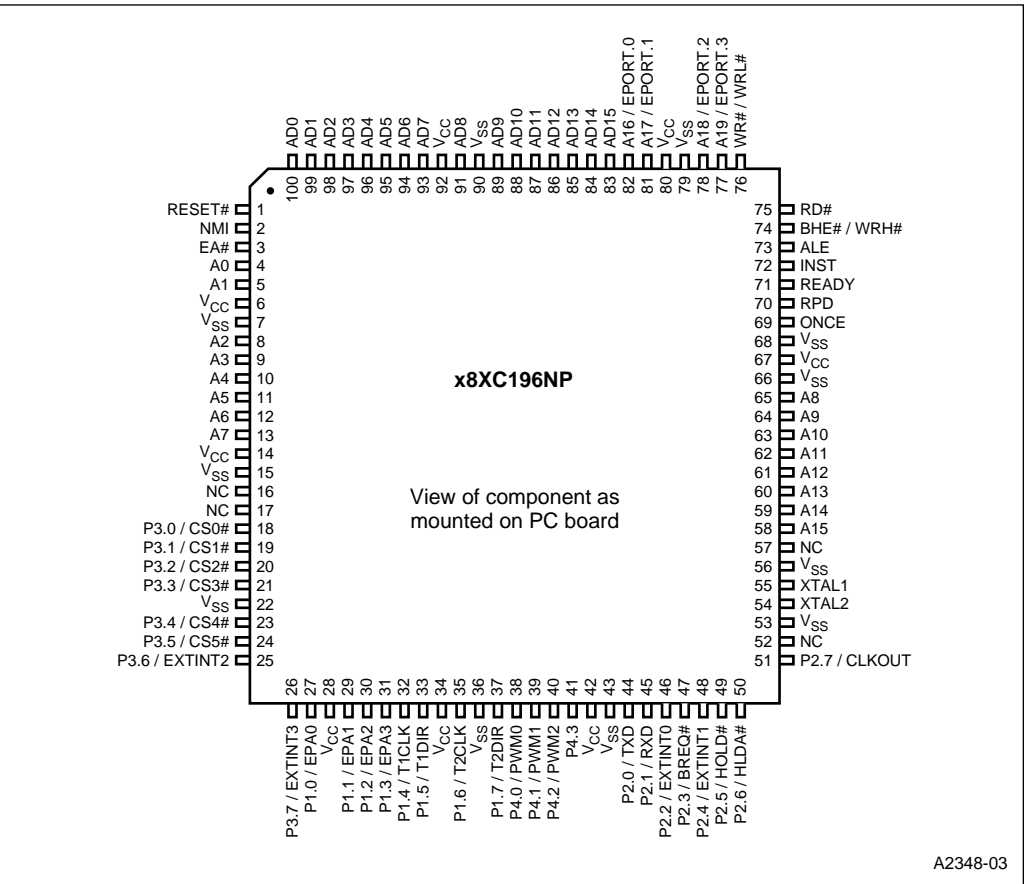 AD0
AD1
AD2
AD3
AD4
AD5
AD6
AD7
VCC
AD8
VSS
AD9
AD10
AD11
AD12
AD13
AD14
AD15
A16 / EPORT.0
A17 / EPORT.1
VCC
VSS
A18 / EPORT.2
A19 / EPORT.3
WR# / WRL#
100
99
98
97
96
95
94
93
92
91
90
89
88
87
86
85
84
83
82
81
80
79
78
77
76
RESET# 1
NMI 2
EA# 3
A0 4
A1 5
VCC 6
VSS 7
A2 8
A3 9
A4 10
A5 11
A6 12
A7 13
VCC 14
VSS 15
NC 16
NC 17
P3.0 / CS0# 18
P3.1 / CS1# 19
P3.2 / CS2# 20
P3.3 / CS3# 21
VSS 22
P3.4 / CS4# 23
P3.5 / CS5# 24
P3.6 / EXTINT2 25
x8XC196NP
View of component as
mounted on PC board
75 RD#
74 BHE# / WRH#
73 ALE
72 INST
71 READY
70 RPD
69 ONCE
68 VSS
67 VCC
66 VSS
65 A8
64 A9
63 A10
62 A11
61 A12
60 A13
59 A14
58 A15
57 NC
56 VSS
55 XTAL1
54 XTAL2
53 VSS
52 NC
51 P2.7 / CLKOUT
26
27
28
29
30
31
32
33
34
35
36
37
38
39
40
41
42
43
44
45
46
47
48
49
50
P3.7 / EXTINT3
P1.0 / EPA0
VCC
P1.1 / EPA1
P1.2 / EPA2
P1.3 / EPA3
P1.4 / T1CLK
P1.5 / T1DIR
VCC
P1.6 / T2CLK
VSS
P1.7 / T2DIR
P4.0 / PWM0
P4.1 / PWM1
P4.2 / PWM2
P4.3
VCC
VSS
P2.0 / TXD
P2.1 / RXD
P2.2 / EXTINT0
P2.3 / BREQ#
P2.4 / EXTINT1
P2.5 / HOLD#
P2.6 / HLDA#
A2348-03